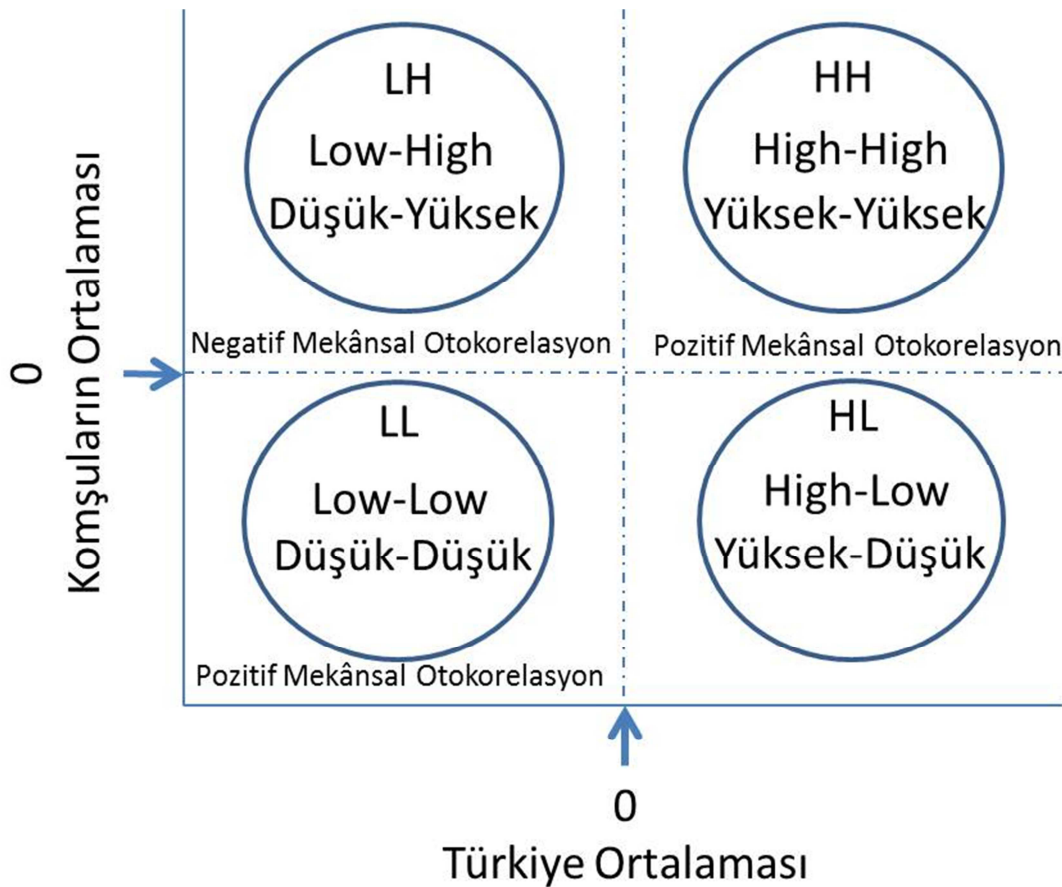 LH
Low-High
Düşük-Yüksek
HH
High-High
Yüksek-Yüksek
Negatif Mekânsal Otokorelasyon
Pozitif Mekânsal Otokorelasyon
0
Komşuların Ortalaması
LL
Low-Low
Düşük-Düşük
HL
High-Low
Yüksek-Düşük
Pozitif Mekânsal Otokorelasyon
0
Türkiye Ortalaması